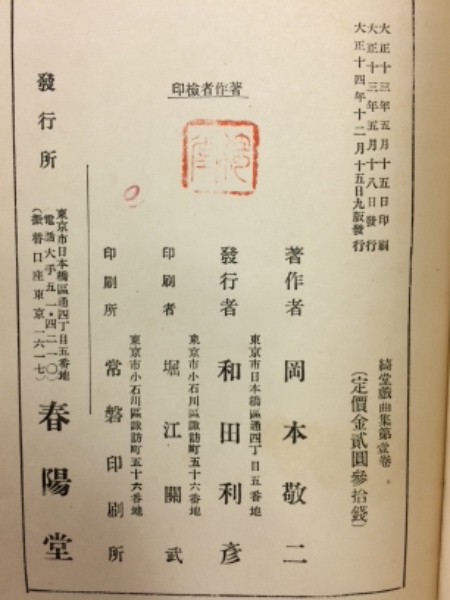 大正十三年五月十五日印刷
大正十三年五月十八日發行
大正十四年十二月十五日九版發行
綺堂戲曲集第壹卷
(定價金貳圓參拾錢)
印檢者作著
著作者 岡本敬二
東京市日本橋區通四丁目五番地
發行者 和田利彥
東京市小石川區諏訪町五十六番地
印刷者 堀江關武
東京市小石川區諏訪町五十六番地
印刷所 常磐印刷所
發行所
東京市日本橋區通四丁目五番地
電話大手五一・四二一〇
(振替口座東京一六一七)
春陽堂